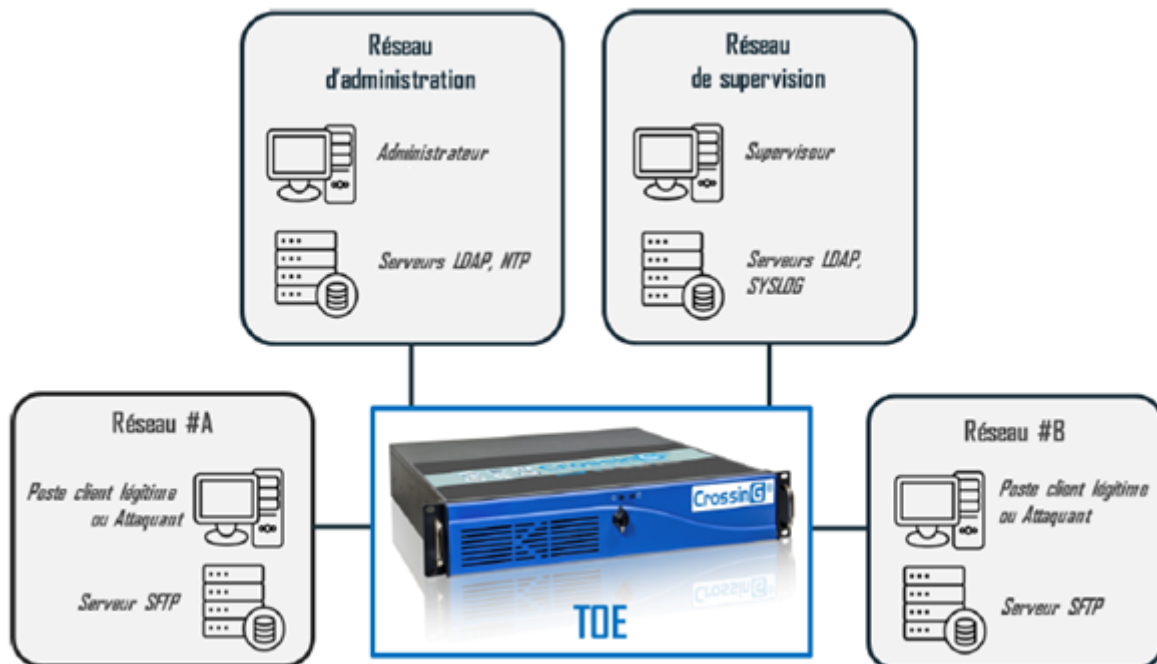 Réseau
d'administration
Administrateur
Serveurs LDAP, NTP
Réseau
de supervision
Superviseur
Serveurs LDAP,
SYSLOG
Réseau #A
Poste client légitime
ou Attaquant
Serveur SFTP
CrossinG
CrossinG®
TOE
Réseau #B
Poste client légitime
ou Attaquant
Serveur SFTP